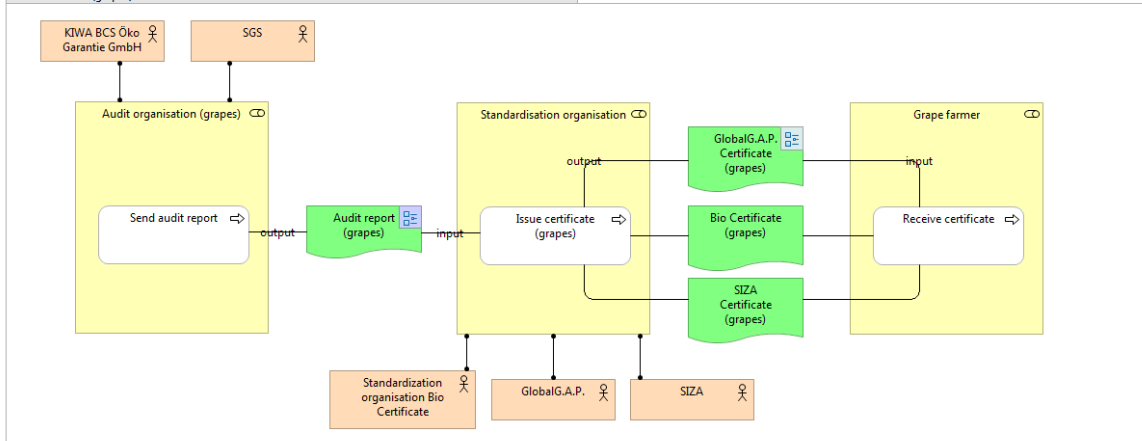 KIWA BCS Öko
Garantie GmbH
SGS
Audit organisation (grapes)
Standardisation organisation
Grape farmer
GlobalG.A.P.
Certificate
(grapes)
output
input
Send audit report
output
Audit report
(grapes)
input
Issue certificate
(grapes)
Bio Certificate
(grapes)
Receive certificate
SIZA
Certificate
(grapes)
Standardization
organisation Bio
Certificate
GlobalG.A.P.
SIZA